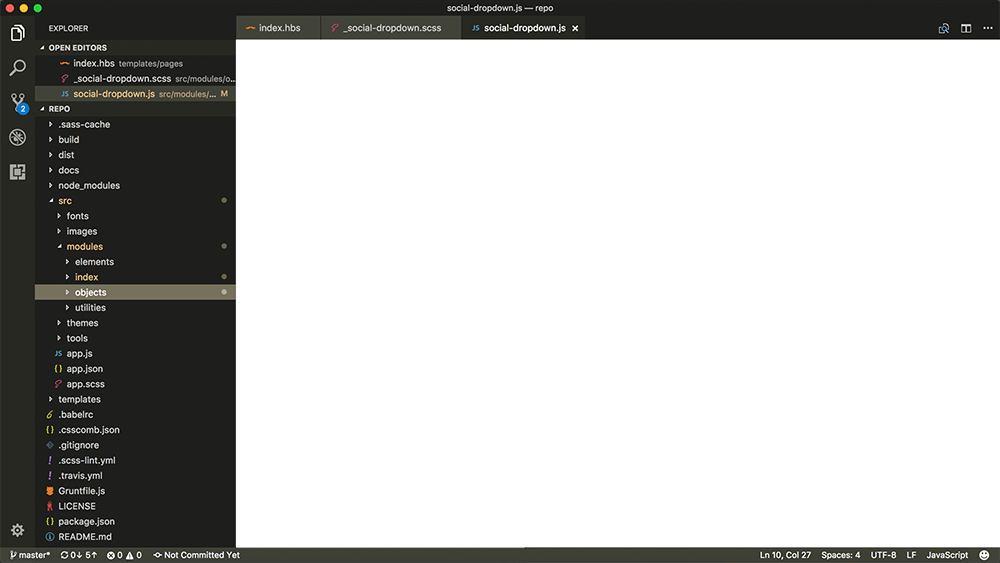 social-dropdown.js — repo
EXPLORER
index.hbs
_social-dropdown.scss
JS social-dropdown.js ×
OPEN EDITORS
index.hbs templates/pages
_social-dropdown.scss src/modules/o...
JS social-dropdown.js src/modules/... M
2
REPO
.sass-cache
build
dist
docs
node_modules
src
fonts
images
modules
elements
index
objects
utilities
themes
tools
JS app.js
{} app.json
app.scss
templates
.babelrc
{} .csscomb.json
.gitignore
! .scss-lint.yml
! .travis.yml
Gruntfile.js
LICENSE
{} package.json
README.md
master* 0↓ 5↑ 0 0 Not Committed Yet Ln 10, Col 27 Spaces: 4 UTF-8 LF JavaScript